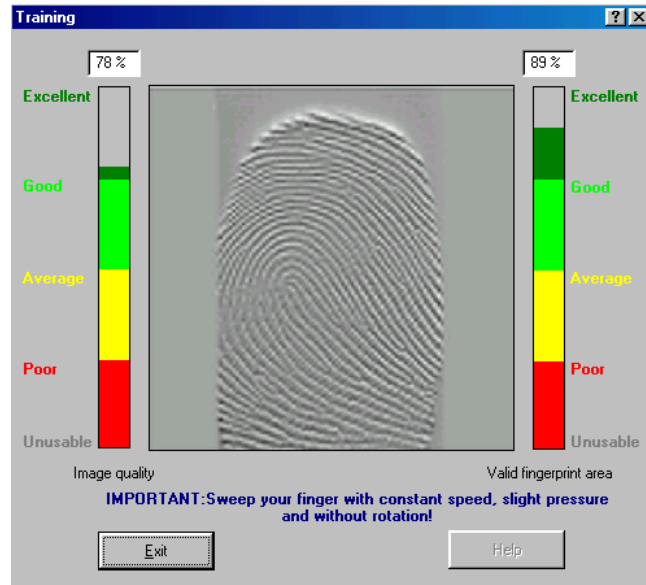 Training
78 %
89 %
Excellent
Excellent
Good
Good
Average
Average
Poor
Poor
Unusable
Unusable
Image quality
Valid fingerprint area
IMPORTANT:Sweep your finger with constant speed, slight pressure
and without rotation!
Exit
Help